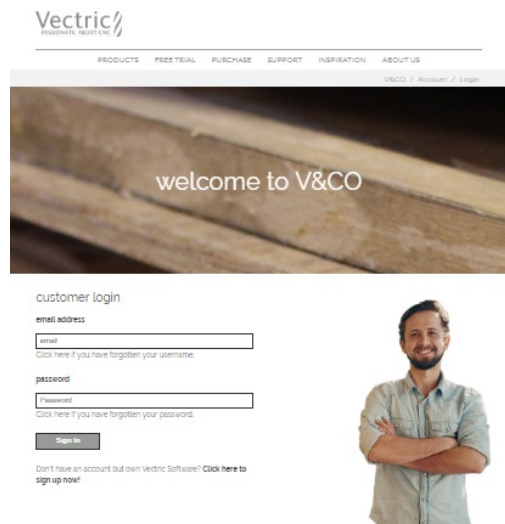 Vectric
PASSIONATE ABOUT CNC
PRODUCTS FREE TRIAL PURCHASE SUPPORT INSPIRATION ABOUT US
V&CO / Account / Login
welcome to V&CO
customer login
email address
email
Click here if you have forgotten your username.
password
Password
Click here if you have forgotten your password.
Sign In
Don't have an account but own Vectric Software? Click here to
sign up now!